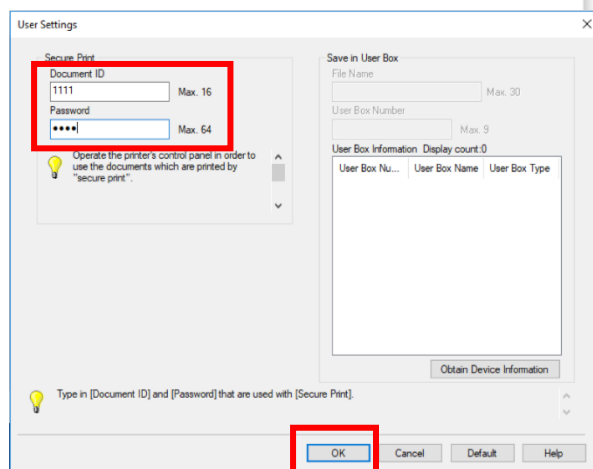 User Settings
Secure Print
Document ID
1111
Max. 16
Password
••••
Max. 64
Operate the printer's control panel in order to
use the documents which are printed by
"secure print".
Save in User Box
File Name
Max. 30
User Box Number
Max. 9
User Box Information Display count:0
User Box Nu... User Box Name User Box Type
Obtain Device Information
Type in [Document ID] and [Password] that are used with [Secure Print].
OK Cancel Default Help